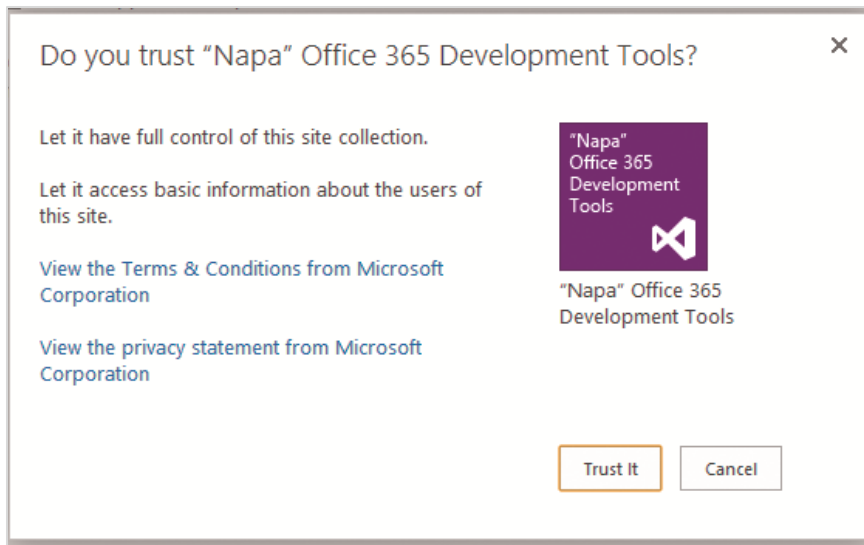 Do you trust “Napa” Office 365 Development Tools?
Let it have full control of this site collection.
Let it access basic information about the users of
this site.
View the Terms & Conditions from Microsoft
Corporation
View the privacy statement from Microsoft
Corporation
“Napa”
Office 365
Development
Tools
“Napa” Office 365
Development Tools
Trust It
Cancel